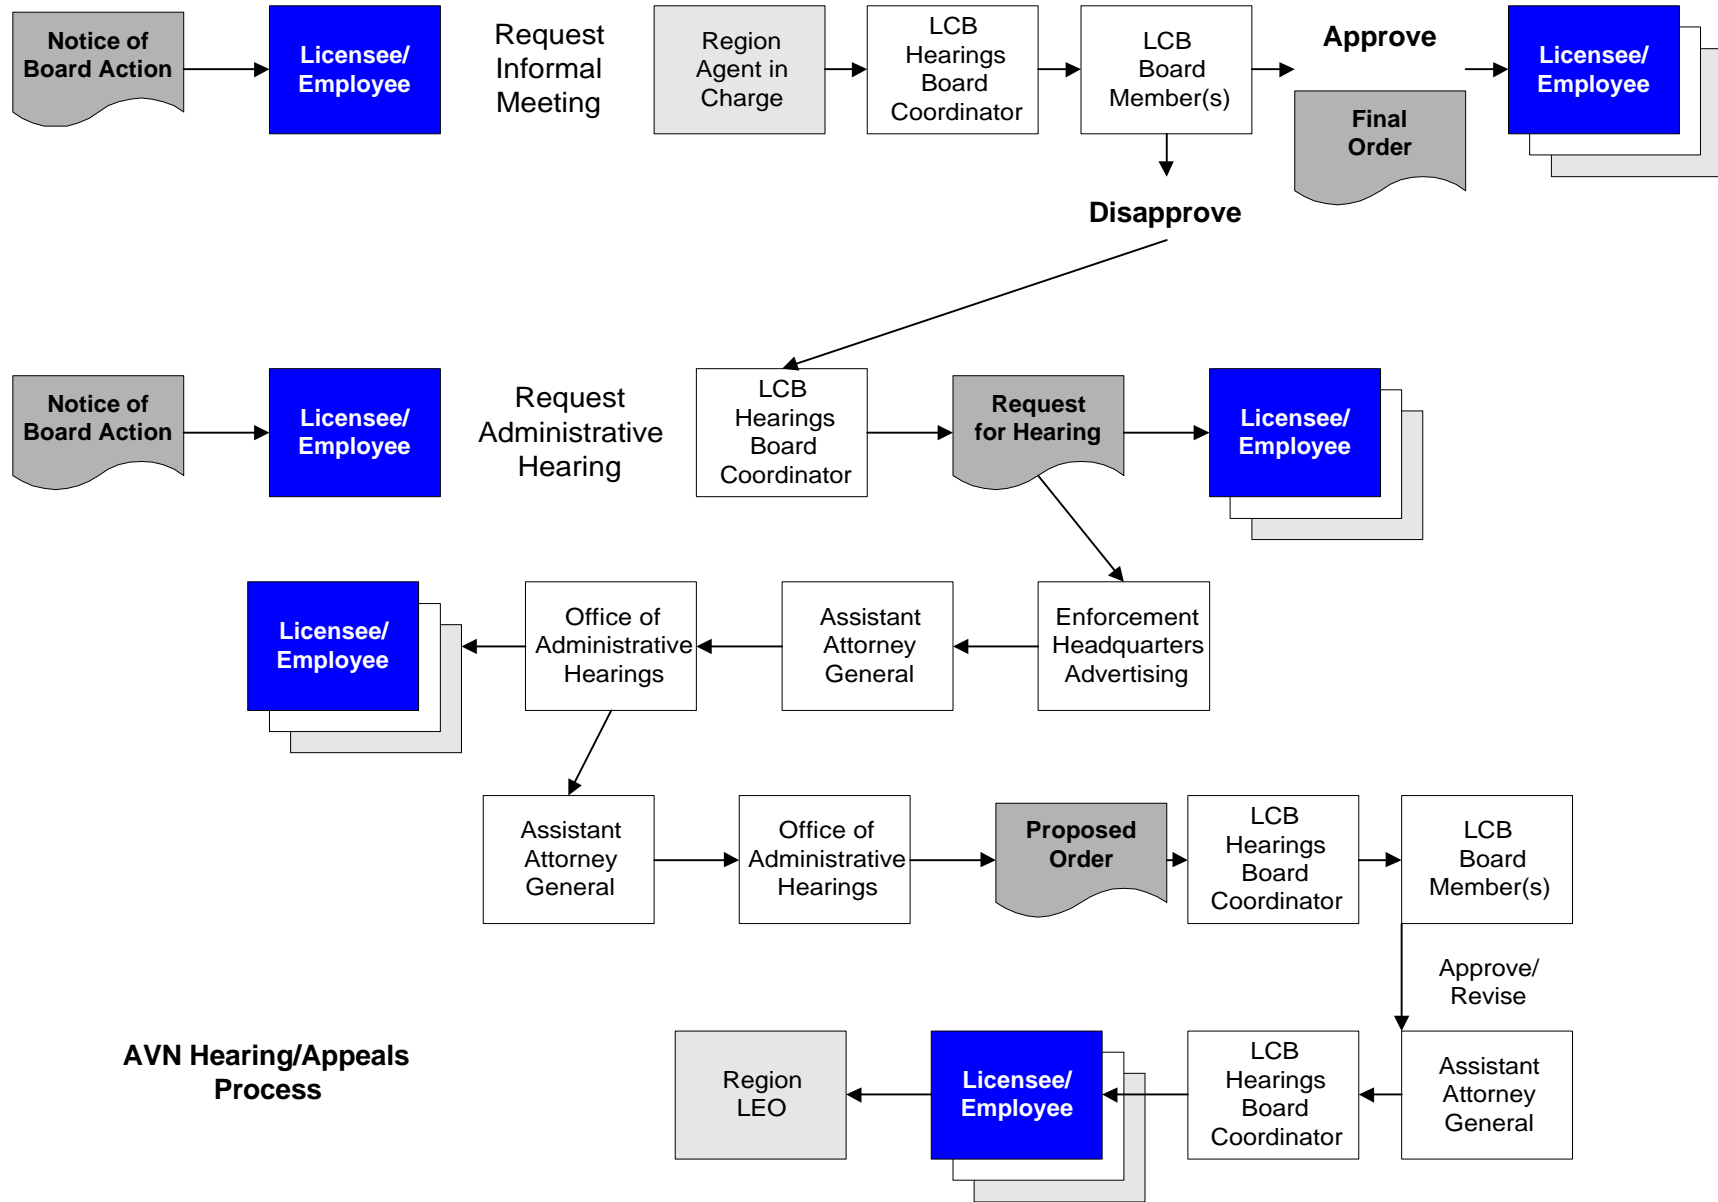 Notice of
Board Action
Licensee/
Employee
Request
Informal
Meeting
Region
Agent in
Charge
LCB
Hearings
Board
Coordinator
LCB
Board
Member(s)
Approve
Final
Order
Licensee/
Employee
Disapprove
Notice of
Board Action
Licensee/
Employee
Request
Administrative
Hearing
LCB
Hearings
Board
Coordinator
Request
for Hearing
Licensee/
Employee
Licensee/
Employee
Office of
Administrative
Hearings
Assistant
Attorney
General
Enforcement
Headquarters
Advertising
Assistant
Attorney
General
Office of
Administrative
Hearings
Proposed
Order
LCB
Hearings
Board
Coordinator
LCB
Board
Member(s)
Approve/
Revise
AVN Hearing/Appeals
Process
Region
LEO
Licensee/
Employee
LCB
Hearings
Board
Coordinator
Assistant
Attorney
General